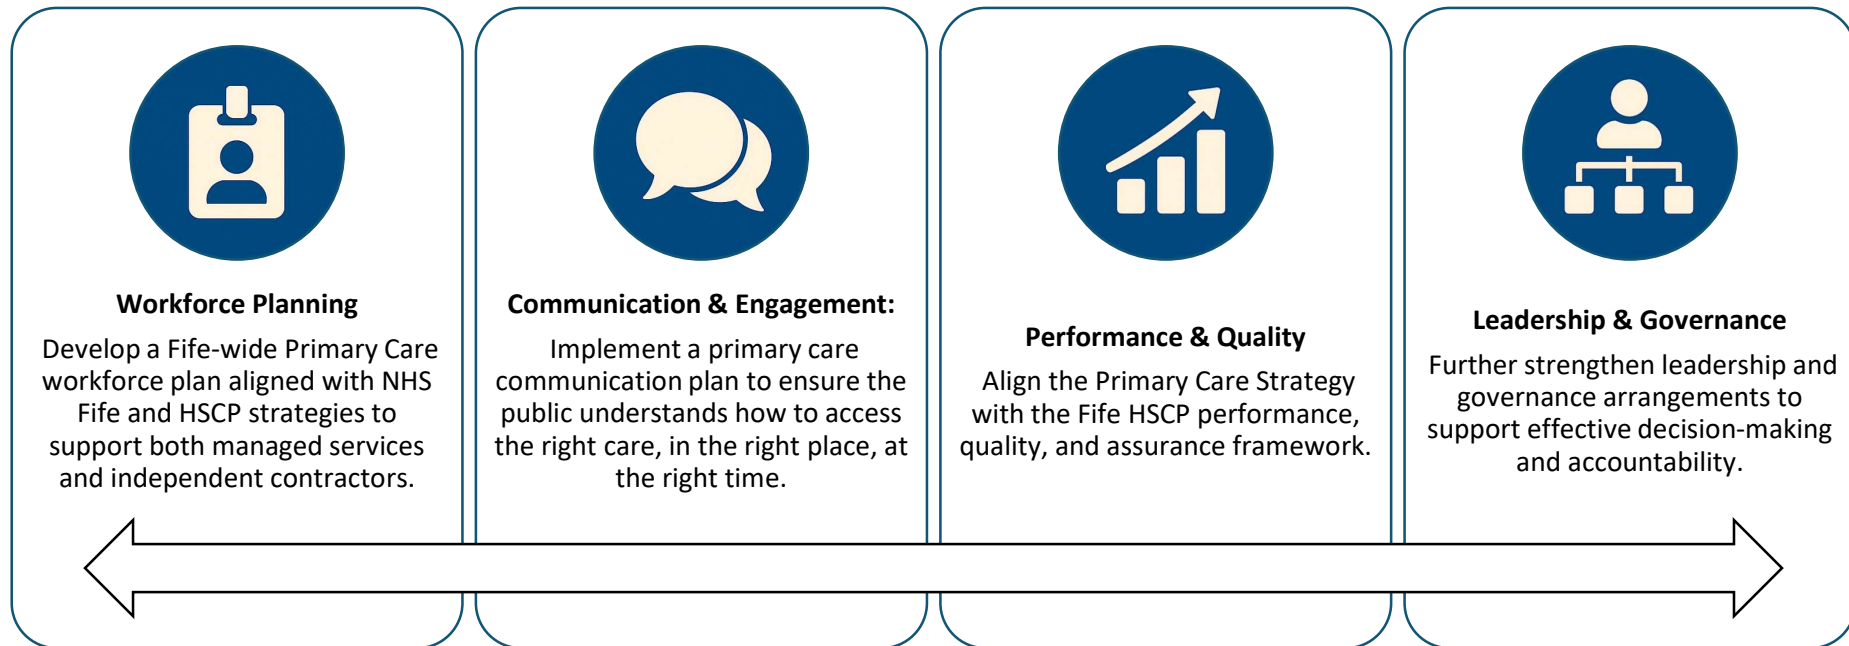 Workforce Planning
Develop a Fife-wide Primary Care
workforce plan aligned with NHS
Fife and HSCP strategies to
support both managed services
and independent contractors.
Communication & Engagement:
Implement a primary care
communication plan to ensure the
public understands how to access
the right care, in the right place, at
the right time.
Performance & Quality
Align the Primary Care Strategy
with the Fife HSCP performance,
quality, and assurance framework.
Leadership & Governance
Further strengthen leadership and
governance arrangements to
support effective decision-making
and accountability.